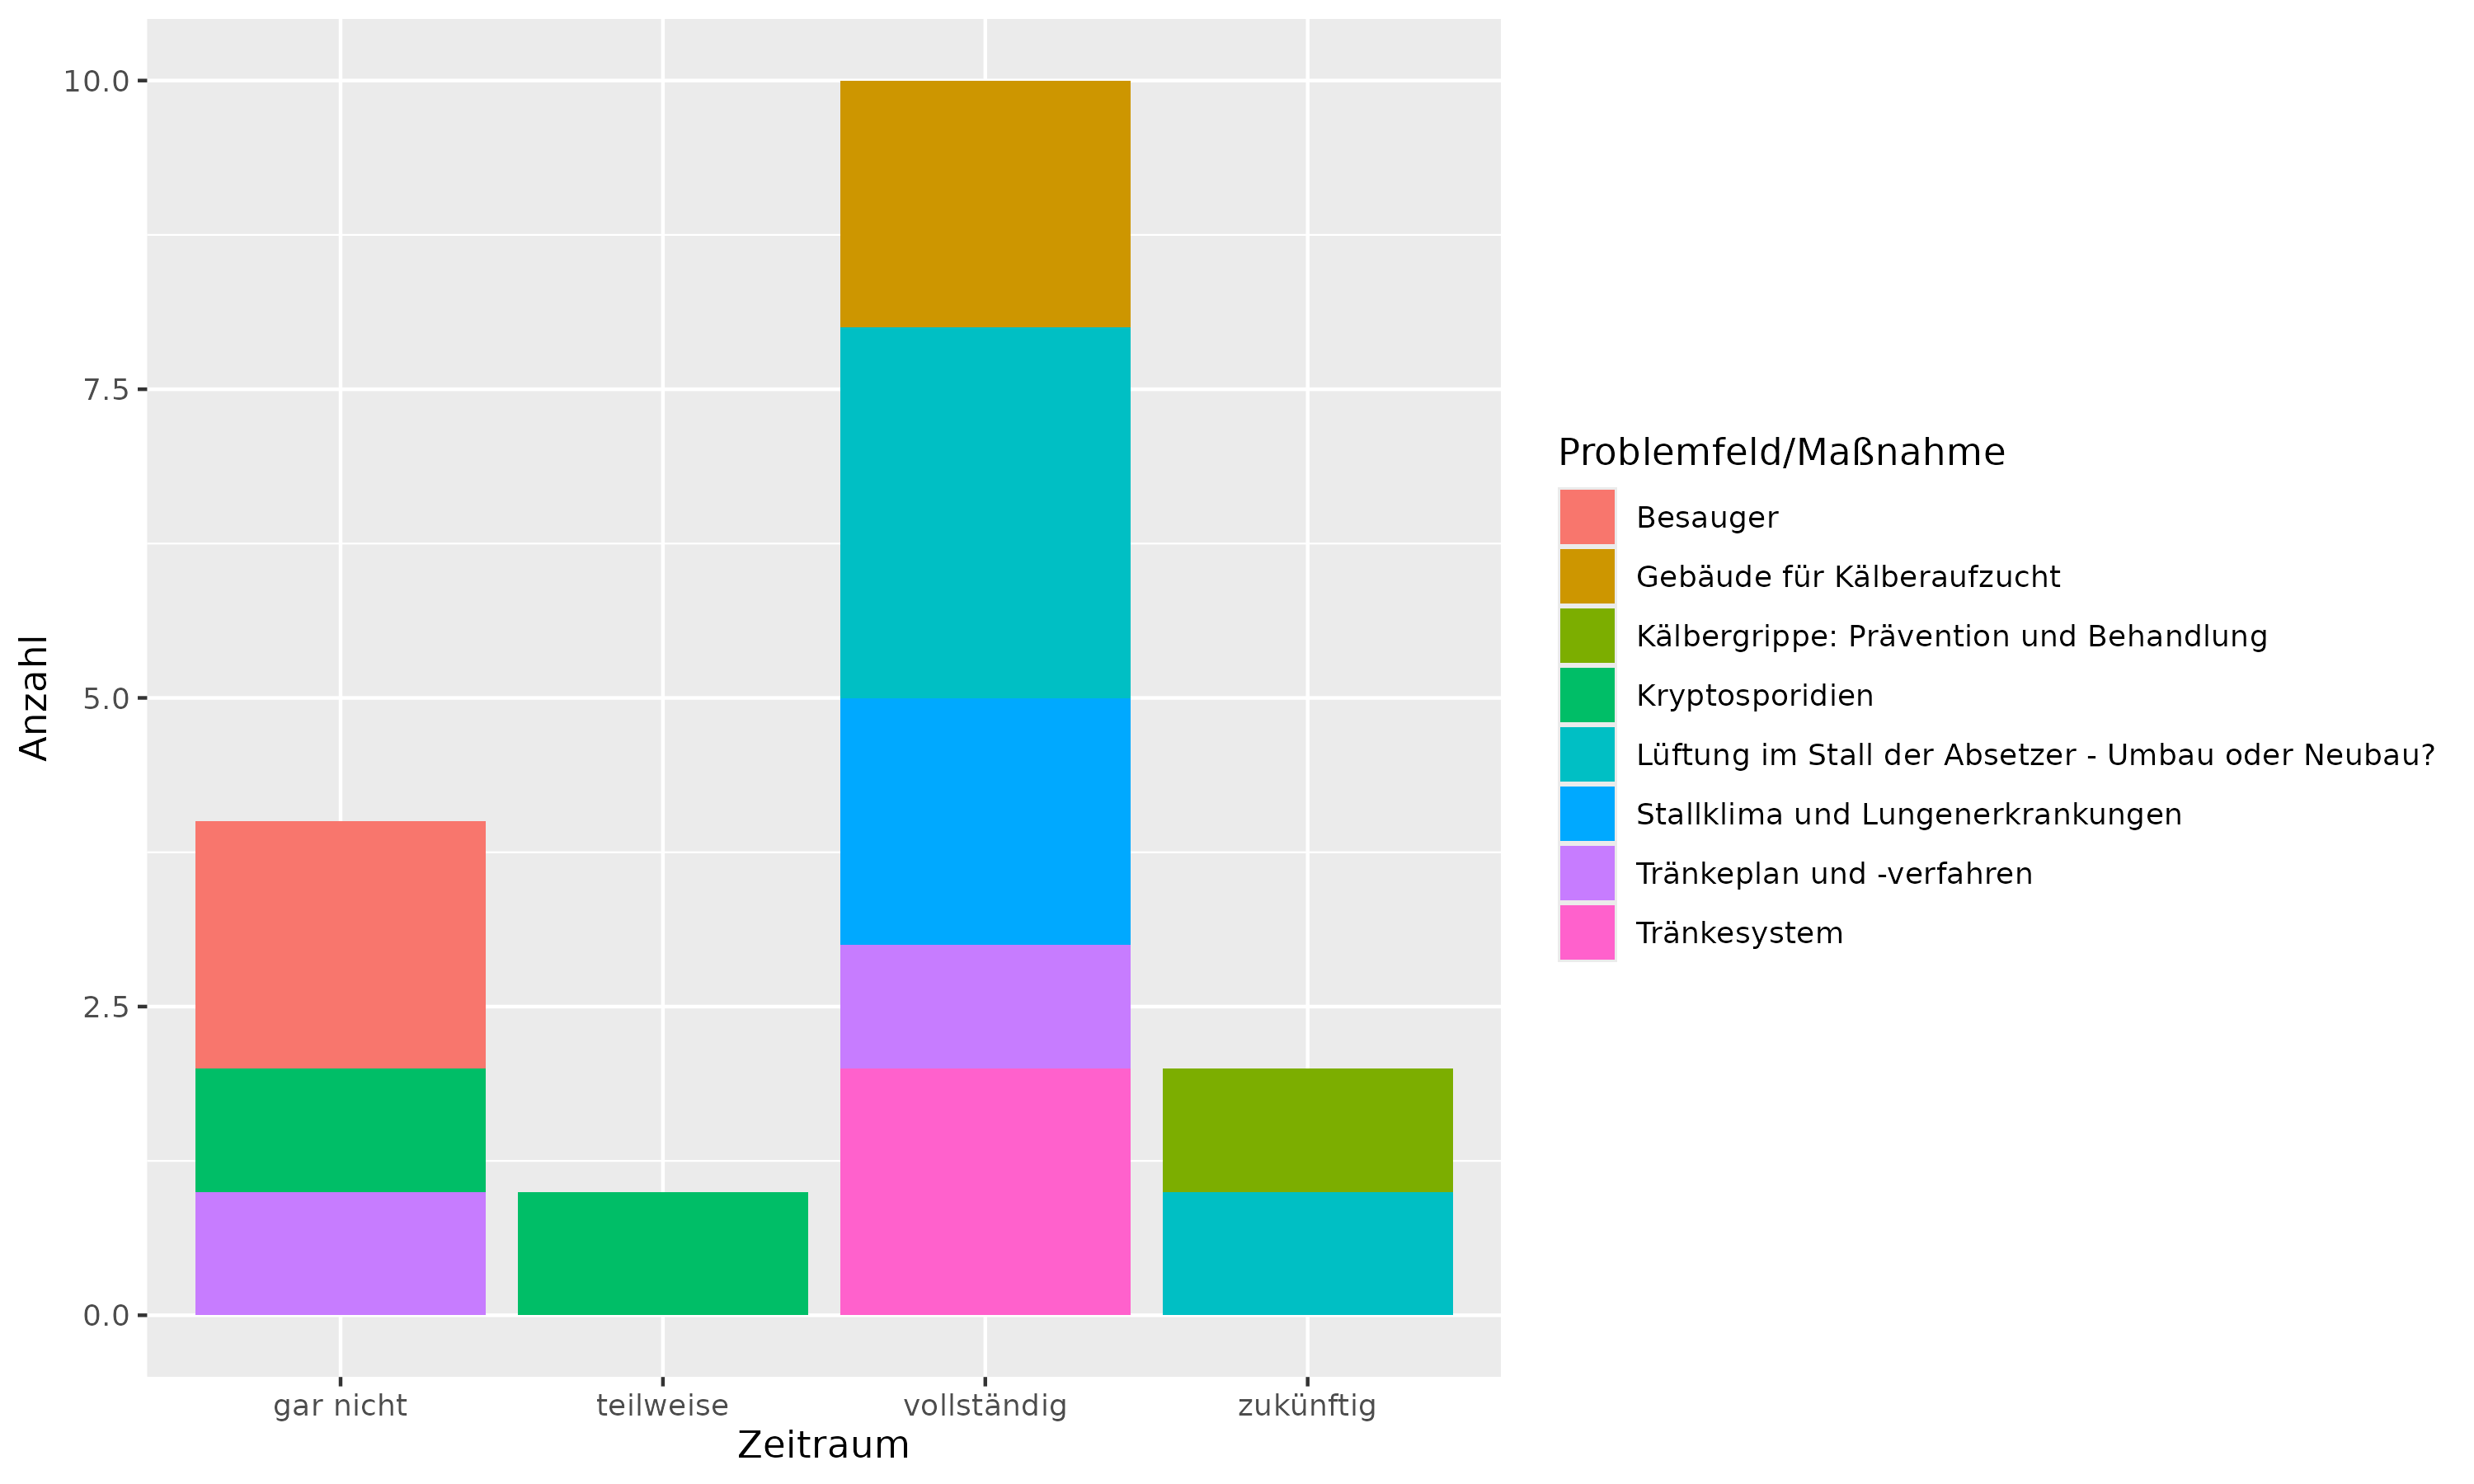 10.0
7.5
5.0
2.5
0.0
Anzahl
gar nicht
teilweise
vollständig
zukünftig
Zeitraum
Problemfeld/Maßnahme
Besauger
Gebäude für Kälberaufzucht
Kälbergrippe: Prävention und Behandlung
Kryptosporidien
Lüftung im Stall der Absetzer - Umbau oder Neubau?
Stallklima und Lungenerkrankungen
Tränkeplan und -verfahren
Tränkesystem